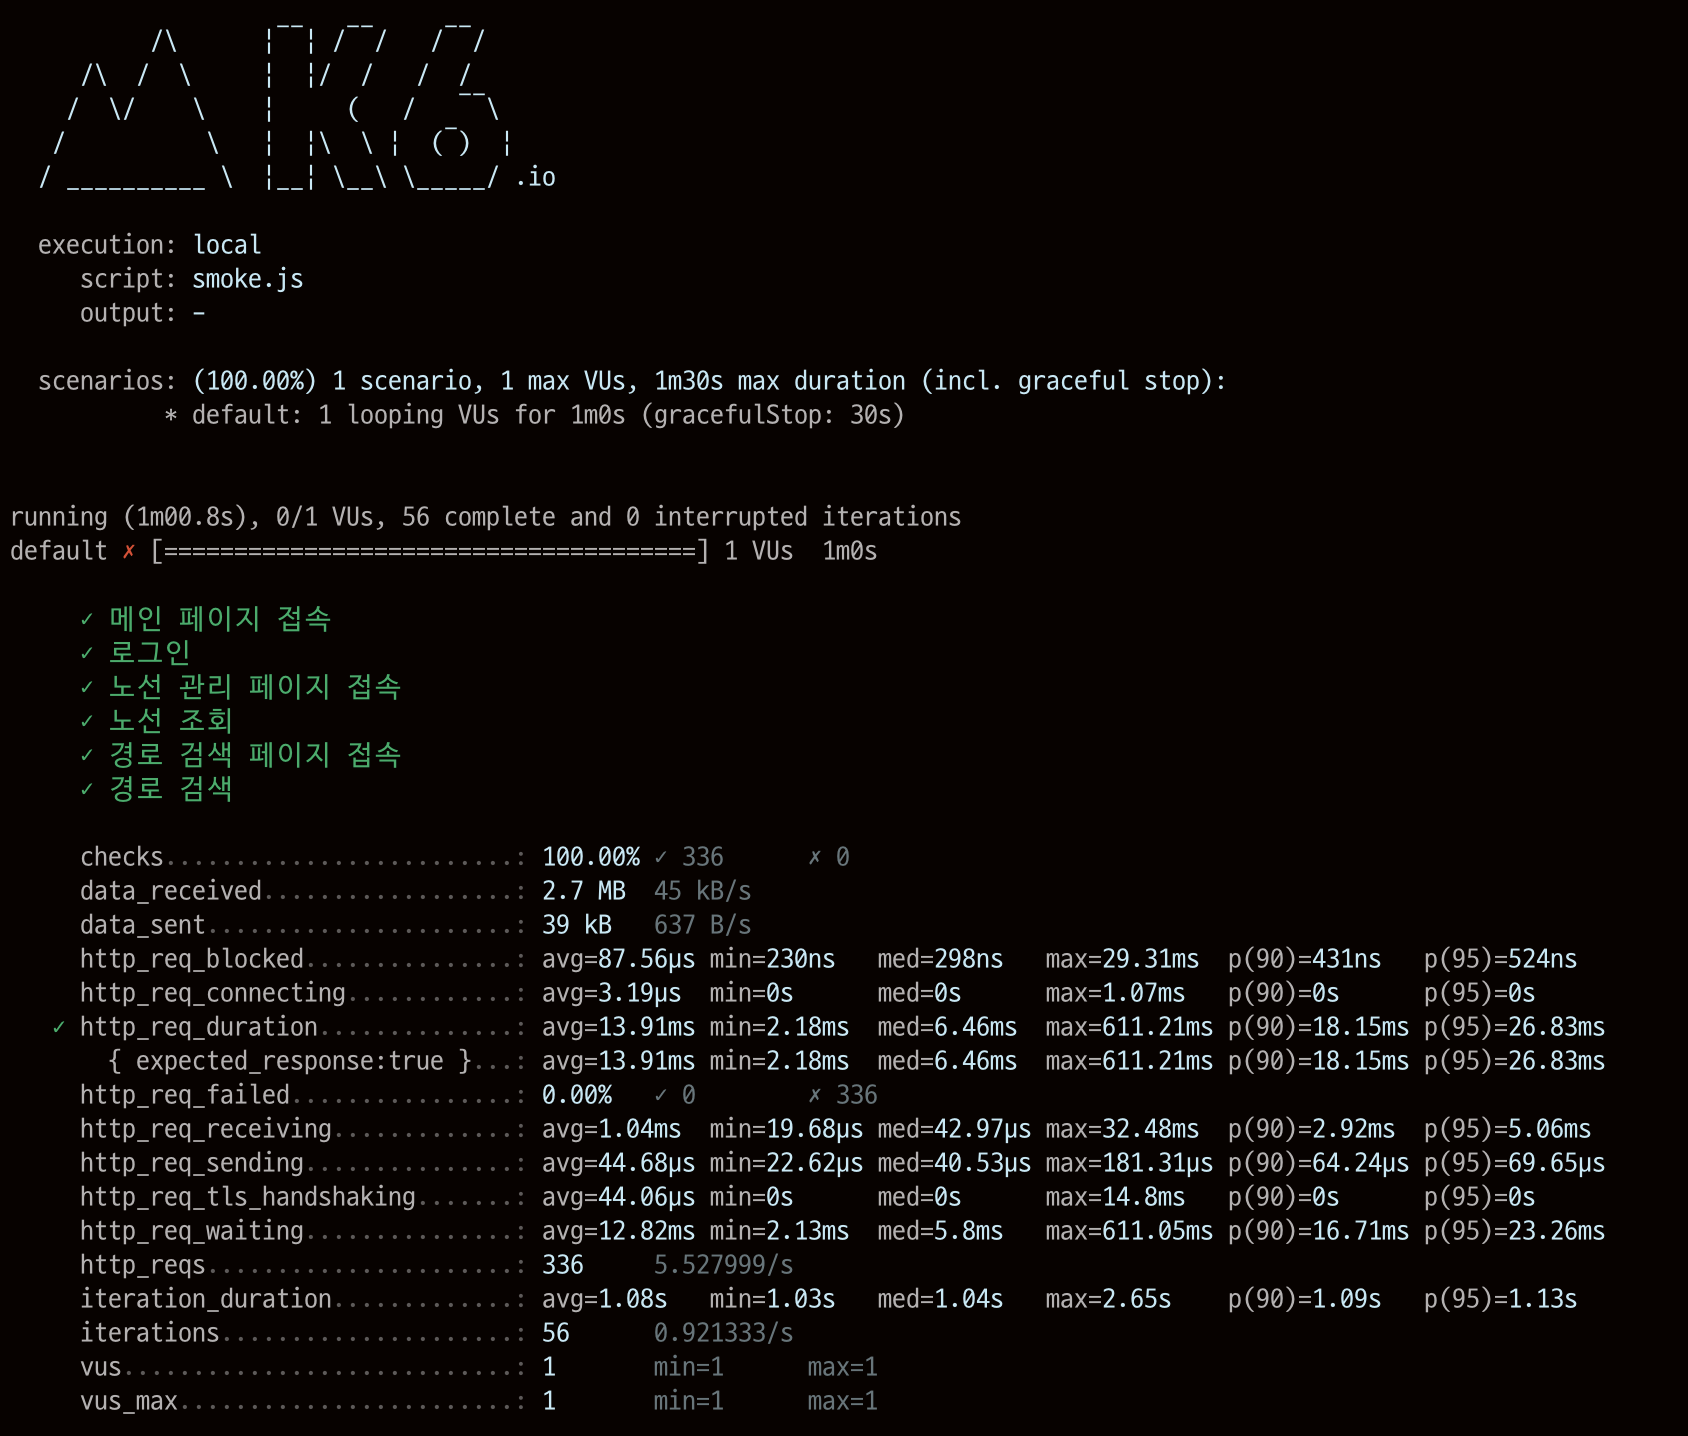 .io
execution: local
script: smoke.js
output: -
scenarios: (100.00%) 1 scenario, 1 max VUs, 1m30s max duration (incl. graceful stop):
* default: 1 looping VUs for 1m0s (gracefulStop: 30s)
running (1m00.8s), 0/1 VUs, 56 complete and 0 interrupted iterations
default ✗ [======================================] 1 VUs  1m0s
✓ 메인 페이지 접속
✓ 로그인
✓ 노선 관리 페이지 접속
✓ 노선 조회
✓ 경로 검색 페이지 접속
✓ 경로 검색
checks.........................: 100.00% ✓ 336      ✗ 0
data_received..................: 2.7 MB  45 kB/s
data_sent......................: 39 kB   637 B/s
http_req_blocked...............: avg=87.56µs min=230ns   med=298ns   max=29.31ms  p(90)=431ns   p(95)=524ns
http_req_connecting............: avg=3.19µs  min=0s      med=0s      max=1.07ms   p(90)=0s      p(95)=0s
✓ http_req_duration..............: avg=13.91ms min=2.18ms  med=6.46ms  max=611.21ms p(90)=18.15ms p(95)=26.83ms
{ expected_response:true }...: avg=13.91ms min=2.18ms  med=6.46ms  max=611.21ms p(90)=18.15ms p(95)=26.83ms
http_req_failed................: 0.00%   ✓ 0        ✗ 336
http_req_receiving.............: avg=1.04ms  min=19.68µs med=42.97µs max=32.48ms  p(90)=2.92ms  p(95)=5.06ms
http_req_sending...............: avg=44.68µs min=22.62µs med=40.53µs max=181.31µs p(90)=64.24µs p(95)=69.65µs
http_req_tls_handshaking.......: avg=44.06µs min=0s      med=0s      max=14.8ms   p(90)=0s      p(95)=0s
http_req_waiting...............: avg=12.82ms min=2.13ms  med=5.8ms   max=611.05ms p(90)=16.71ms p(95)=23.26ms
http_reqs......................: 336     5.527999/s
iteration_duration.............: avg=1.08s   min=1.03s   med=1.04s   max=2.65s    p(90)=1.09s   p(95)=1.13s
iterations.....................: 56      0.921333/s
vus............................: 1       min=1      max=1
vus_max........................: 1       min=1      max=1